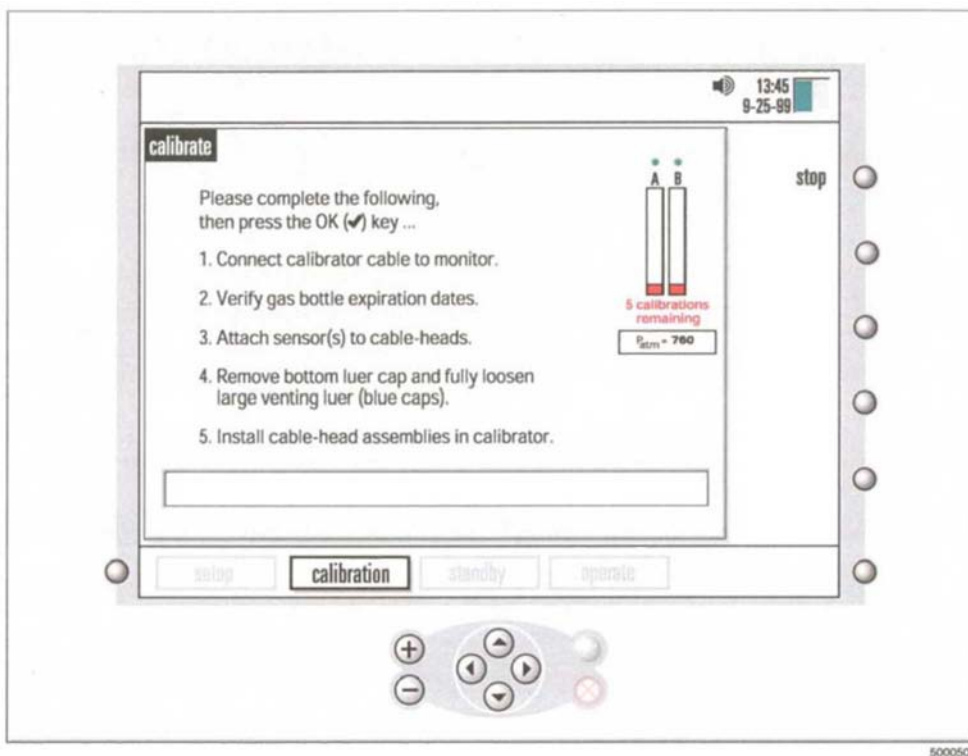 13:45
9-25-99
calibrate
A B
stop
Please complete the following,
then press the OK (✔) key ...
1. Connect calibrator cable to monitor.
2. Verify gas bottle expiration dates.
3. Attach sensor(s) to cable-heads.
4. Remove bottom luer cap and fully loosen
large venting luer (blue caps).
5. Install cable-head assemblies in calibrator.
5 calibrations
remaining
Patm = 760
setup calibration standby operate
+
−
500050